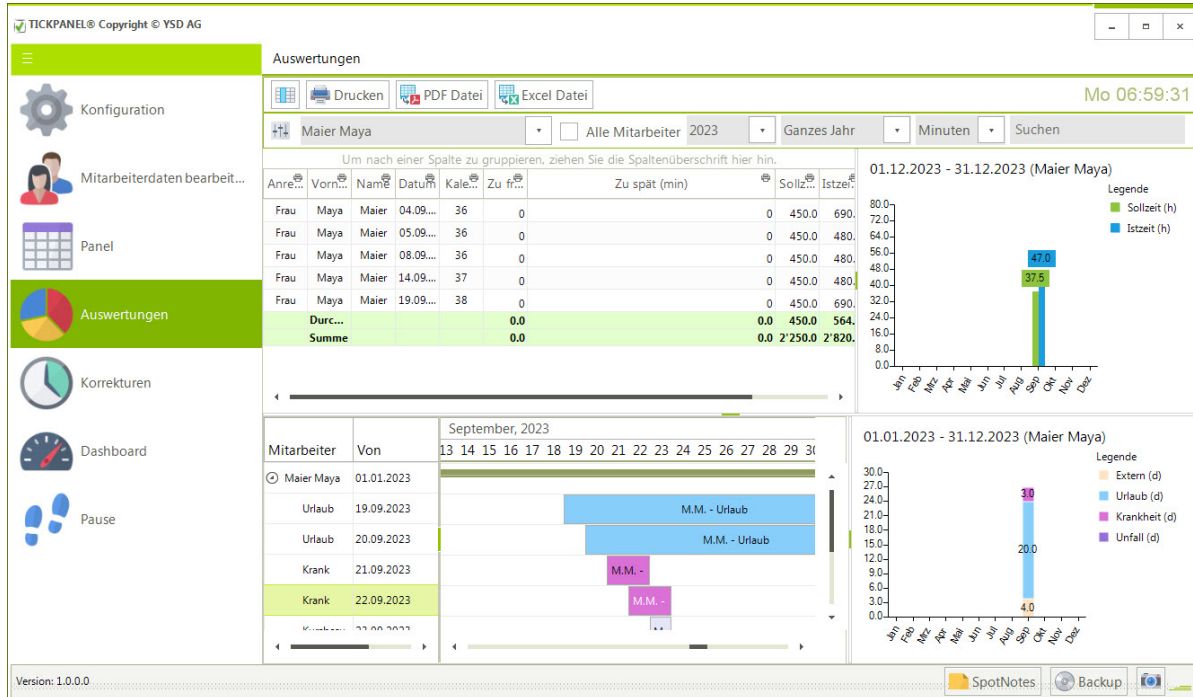 TICKPANEL® Copyright © YSD AG
Auswertungen
Konfiguration
Mitarbeiterdaten bearbeit...
Panel
Auswertungen
Korrekturen
Dashboard
Pause
Drucken PDF Datei Excel Datei Mo 06:59:31
Maier Maya Alle Mitarbeiter 2023 Ganzes Jahr Minuten Suchen
Um nach einer Spalte zu gruppieren, ziehen Sie die Spaltenüberschrift hier hin.
Anre... Vorn... Name Datum Kale... Zu fr... Zu spät (min) Sollz... Istzei
Frau Maya Maier 04.09.... 36 0 0 450.0 690.
Frau Maya Maier 05.09.... 36 0 0 450.0 480.
Frau Maya Maier 08.09.... 36 0 0 450.0 480.
Frau Maya Maier 14.09.... 37 0 0 450.0 480.
Frau Maya Maier 19.09.... 38 0 0 450.0 690.
Durc... 0.0 0.0 450.0 564.
Summe 0.0 0.0 2'250.0 2'820.
01.12.2023 - 31.12.2023 (Maier Maya)
Legende
Sollzeit (h)
Istzeit (h)
80.0
72.0
64.0
56.0
48.0
40.0
32.0
24.0
16.0
8.0
0.0
47.0
37.5
Jan Feb Mrz Apr Mai Jun Jul Aug Sep Okt Nov Dez
Mitarbeiter Von
September, 2023
13 14 15 16 17 18 19 20 21 22 23 24 25 26 27 28 29 30
Maier Maya 01.01.2023
Urlaub 19.09.2023 M.M. - Urlaub
Urlaub 20.09.2023 M.M. - Urlaub
Krank 21.09.2023 M.M. -
Krank 22.09.2023 M.M. -
01.01.2023 - 31.12.2023 (Maier Maya)
Legende
Extern (d)
Urlaub (d)
Krankheit (d)
Unfall (d)
30.0
27.0
24.0
21.0
18.0
15.0
12.0
9.0
6.0
3.0
0.0
3.0
20.0
4.0
Jan Feb Mrz Apr Mai Jun Jul Aug Sep Okt Nov Dez
Version: 1.0.0.0 SpotNotes Backup